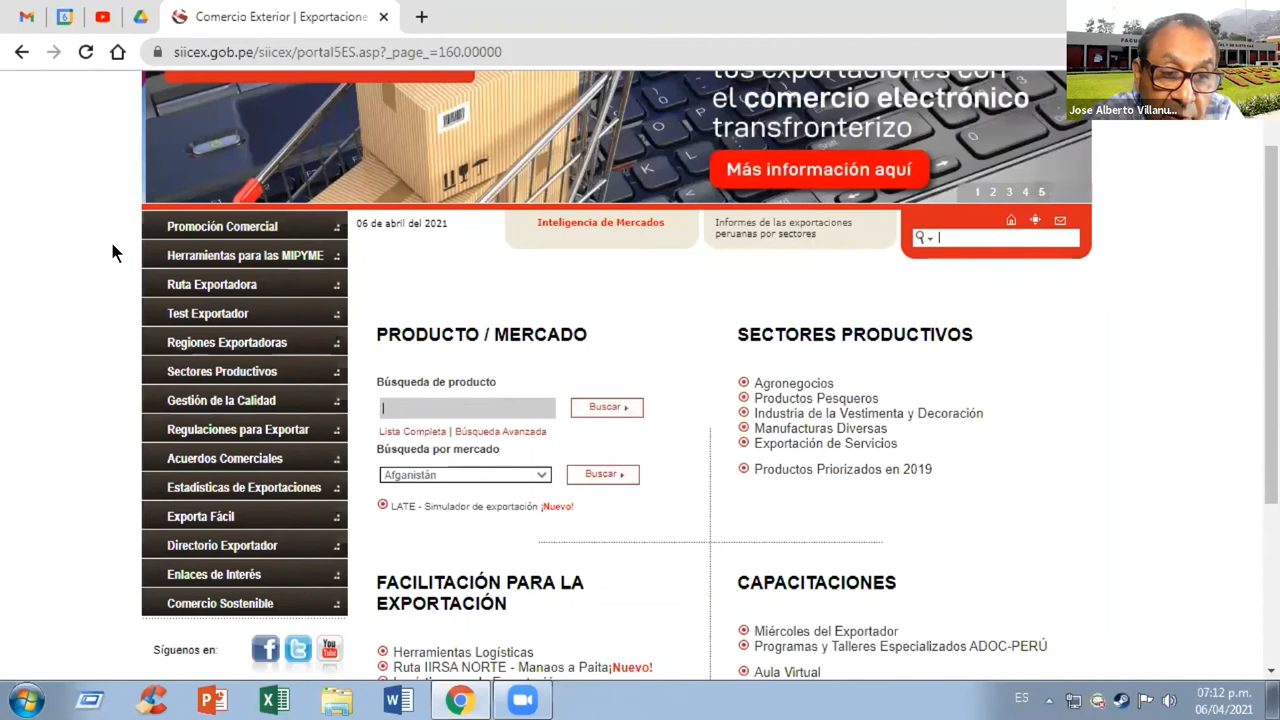 Comercio Exterior | Exportacione
siicex.gob.pe/siicex/portal5ES.asp?_page_=160.00000
Jose Alberto Villanu...
tus exportaciones con
el comercio electrónico
transfronterizo
Más información aquí
1 2 3 4 5
Promoción Comercial
Herramientas para las MIPYME
Ruta Exportadora
Test Exportador
Regiones Exportadoras
Sectores Productivos
Gestión de la Calidad
Regulaciones para Exportar
Acuerdos Comerciales
Estadísticas de Exportaciones
Exporta Fácil
Directorio Exportador
Enlaces de Interés
Comercio Sostenible
Síguenos en:
You
Tube
06 de abril del 2021
Inteligencia de Mercados
Informes de las exportaciones
peruanas por sectores
PRODUCTO / MERCADO
Búsqueda de producto
Buscar
Lista Completa | Búsqueda Avanzada
Búsqueda por mercado
Afganistán
Buscar
LATE - Simulador de exportación ¡Nuevo!
SECTORES PRODUCTIVOS
Agronegocios
Productos Pesqueros
Industria de la Vestimenta y Decoración
Manufacturas Diversas
Exportación de Servicios
Productos Priorizados en 2019
FACILITACIÓN PARA LA
EXPORTACIÓN
Herramientas Logísticas
Ruta IIRSA NORTE - Manaos a Paita¡Nuevo!
CAPACITACIONES
Miércoles del Exportador
Programas y Talleres Especializados ADOC-PERÚ
Aula Virtual
ES
07:12 p.m.
06/04/2021